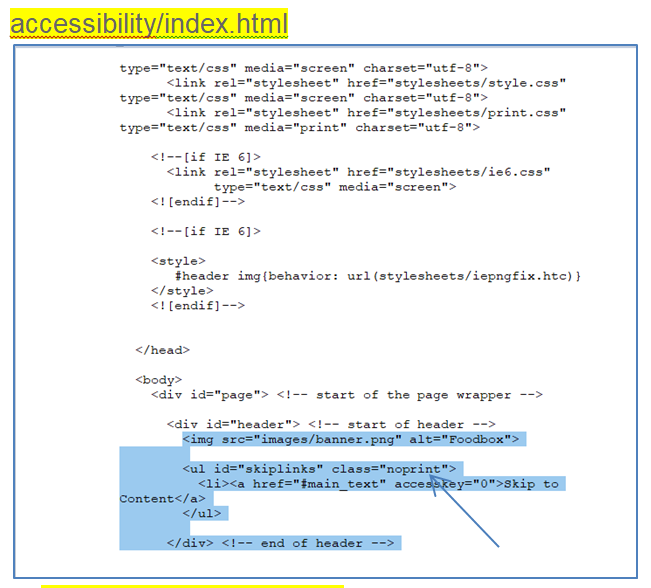 accessibility/index.html
type="text/css" media="screen" charset="utf-8">
<link rel="stylesheet" href="stylesheets/style.css"
type="text/css" media="screen" charset="utf-8">
<link rel="stylesheet" href="stylesheets/print.css"
type="text/css" media="print" charset="utf-8">
<!--[if IE 6]>
<link rel="stylesheet" href="stylesheets/ie6.css"
type="text/css" media="screen">
<![endif]-->
<!--[if IE 6]>
<style>
#header img{behavior: url(stylesheets/iepngfix.htc)}
</style>
<![endif]-->
</head>
<body>
<div id="page"> <!-- start of the page wrapper -->
<div id="header"> <!-- start of header -->
<img src="images/banner.png" alt="Foodbox">
<ul id="skiplinks" class="noprint">
<li><a href="#main_text" accesskey="0">Skip to
Content</a>
</ul>
</div> <!-- end of header -->